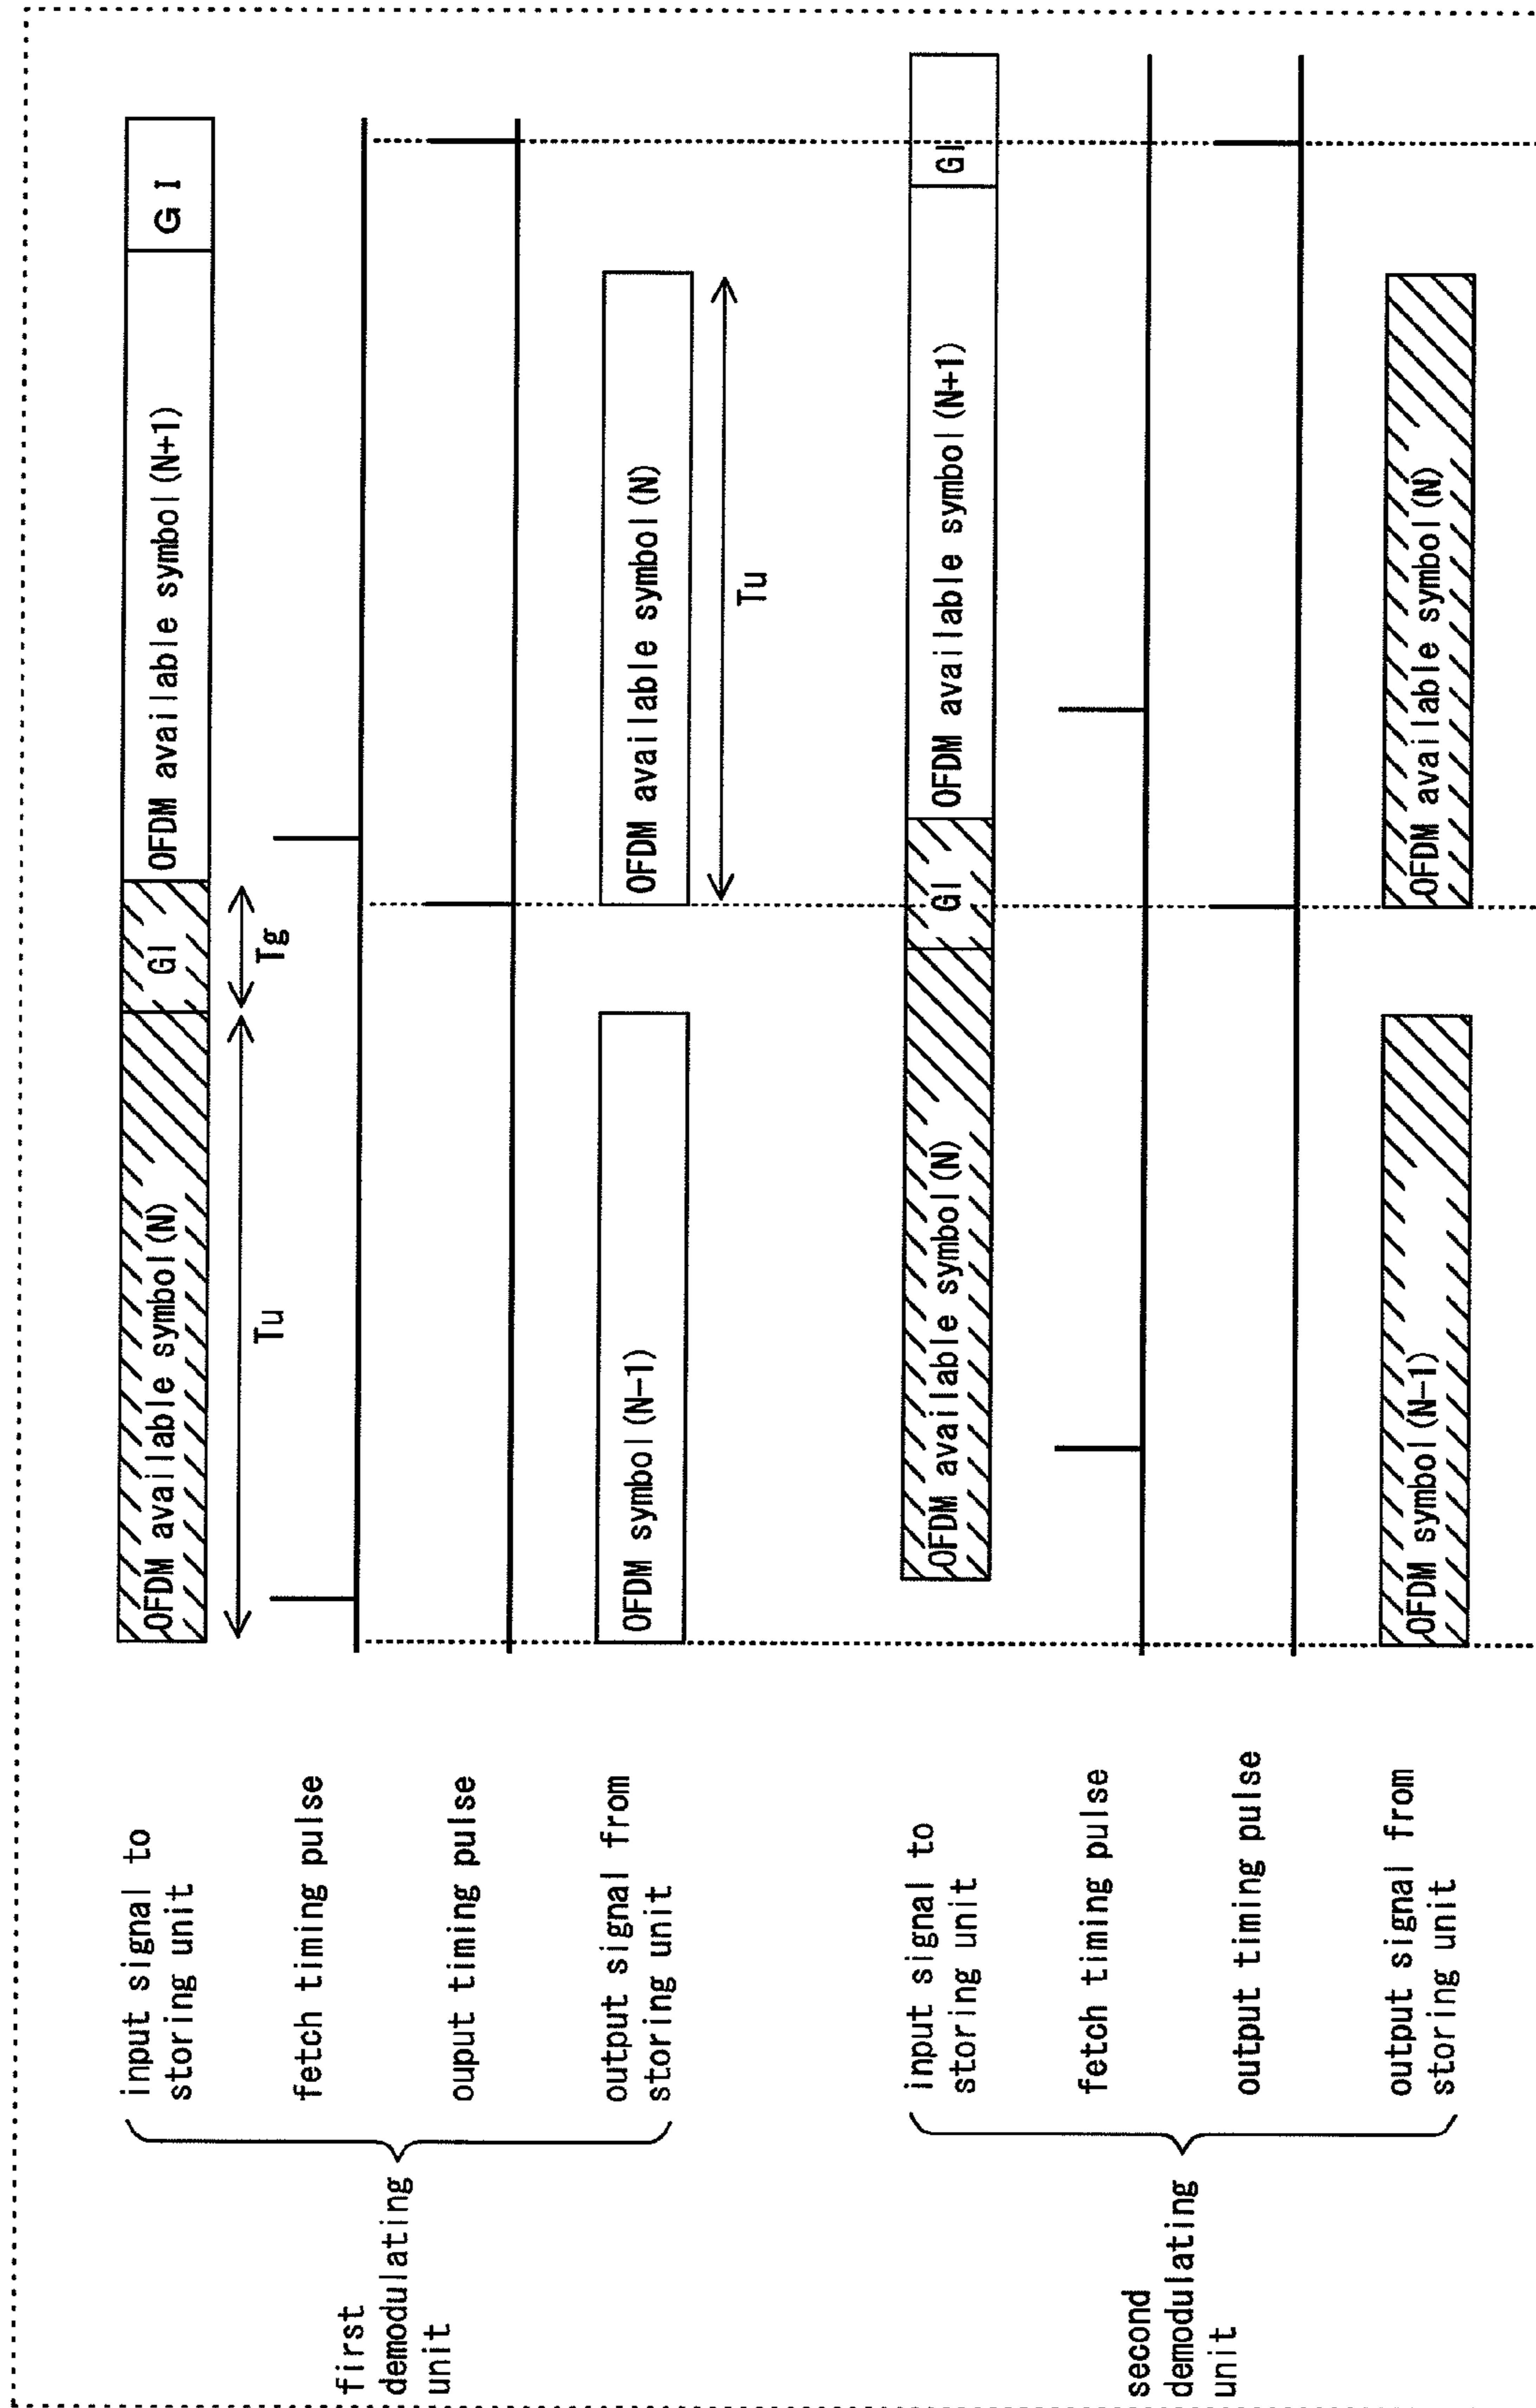 first
demodulating
unit
input signal to
storing unit
OFDM available symbol(N)
GI
OFDM available symbol(N+1)
GI
Tu
Tg
fetch timing pulse
ouput timing pulse
output signal from
storing unit
OFDM symbol(N-1)
OFDM available symbol(N)
Tu
second
demodulating
unit
input signal to
storing unit
OFDM available symbol(N)
GI
OFDM available symbol(N+1)
GI
fetch timing pulse
output timing pulse
output signal from
storing unit
OFDM symbol(N-1)
OFDM available symbol(N)